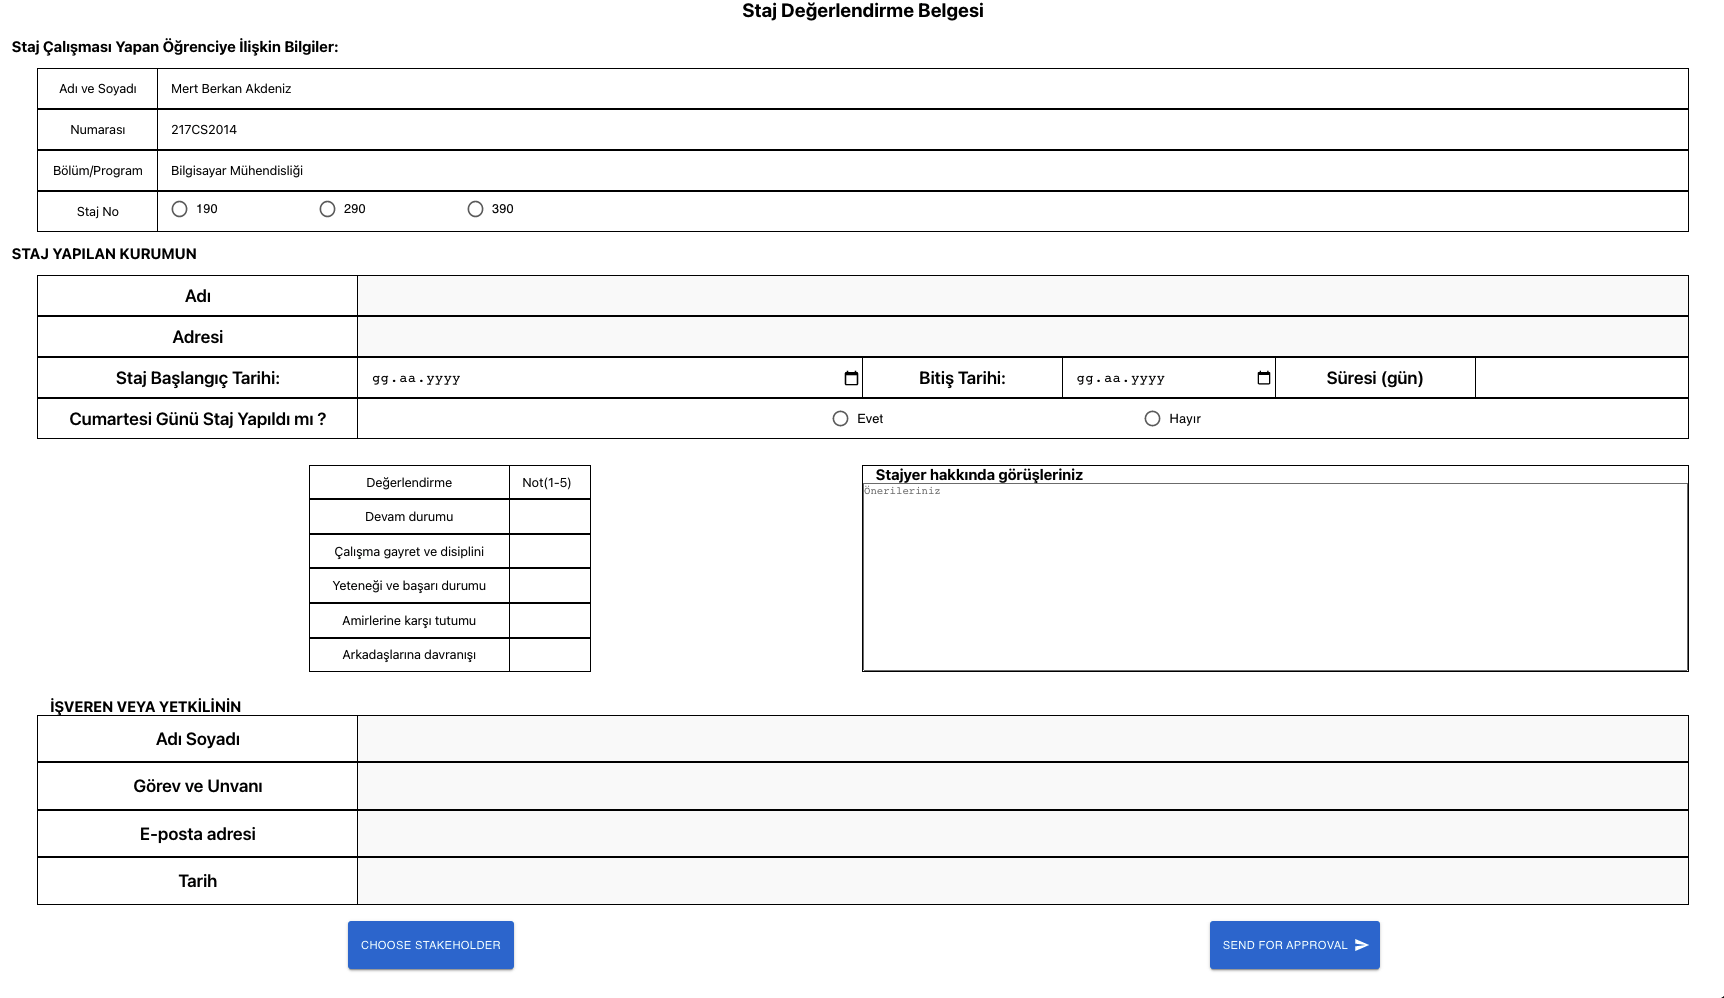 Staj Değerlendirme Belgesi
Staj Çalışması Yapan Öğrenciye İlişkin Bilgiler:
Adı ve Soyadı Mert Berkan Akdeniz
Numarası 217CS2014
Bölüm/Program Bilgisayar Mühendisliği
Staj No 190 290 390
STAJ YAPILAN KURUMUN
Adı
Adresi
Staj Başlangıç Tarihi: gg.aa.yyyy Bitiş Tarihi: gg.aa.yyyy Süresi (gün)
Cumartesi Günü Staj Yapıldı mı ? Evet Hayır
Değerlendirme Not(1-5)
Devam durumu
Çalışma gayret ve disiplini
Yeteneği ve başarı durumu
Amirlerine karşı tutumu
Arkadaşlarına davranışı
Stajyer hakkında görüşleriniz
Önerileriniz
İŞVEREN VEYA YETKİLİNİN
Adı Soyadı
Görev ve Unvanı
E-posta adresi
Tarih
CHOOSE STAKEHOLDER SEND FOR APPROVAL